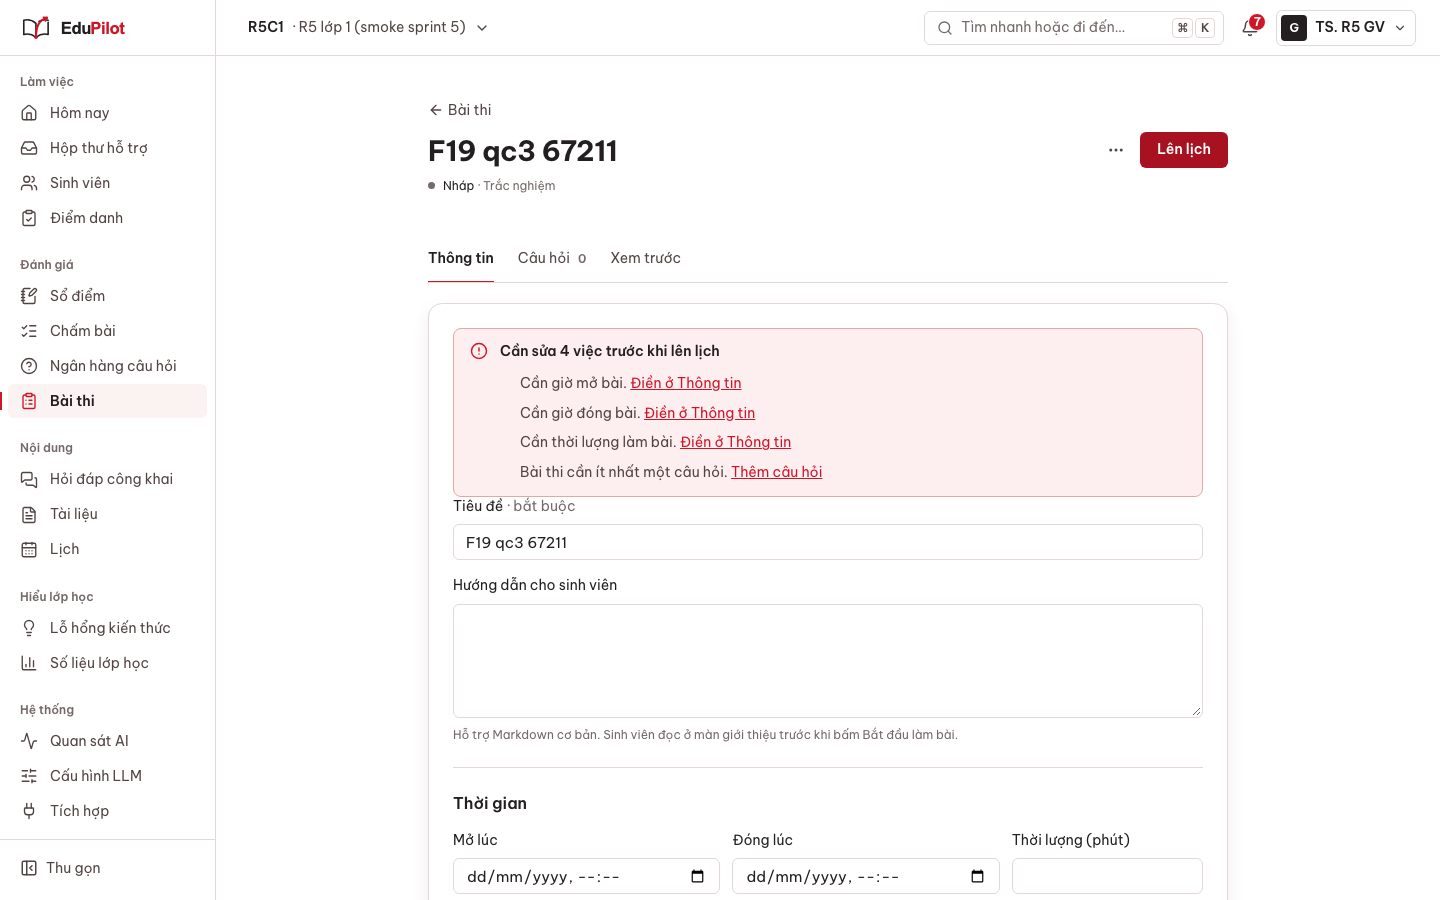 EduPilot
R5C1 · R5 lớp 1 (smoke sprint 5)
Tìm nhanh hoặc đi đến... ⌘ K
7
G TS. R5 GV
Làm việc
Hôm nay
Hộp thư hỗ trợ
Sinh viên
Điểm danh
Đánh giá
Sổ điểm
Chấm bài
Ngân hàng câu hỏi
Bài thi
Nội dung
Hỏi đáp công khai
Tài liệu
Lịch
Hiểu lớp học
Lỗ hổng kiến thức
Số liệu lớp học
Hệ thống
Quan sát AI
Cấu hình LLM
Tích hợp
Thu gọn
← Bài thi
F19 qc3 67211
Lên lịch
Nháp · Trắc nghiệm
Thông tin Câu hỏi 0 Xem trước
Cần sửa 4 việc trước khi lên lịch
Cần giờ mở bài. Điền ở Thông tin
Cần giờ đóng bài. Điền ở Thông tin
Cần thời lượng làm bài. Điền ở Thông tin
Bài thi cần ít nhất một câu hỏi. Thêm câu hỏi
Tiêu đề · bắt buộc
F19 qc3 67211
Hướng dẫn cho sinh viên
Hỗ trợ Markdown cơ bản. Sinh viên đọc ở màn giới thiệu trước khi bấm Bắt đầu làm bài.
Thời gian
Mở lúc Đóng lúc Thời lượng (phút)
dd/mm/yyyy, --:-- dd/mm/yyyy, --:--